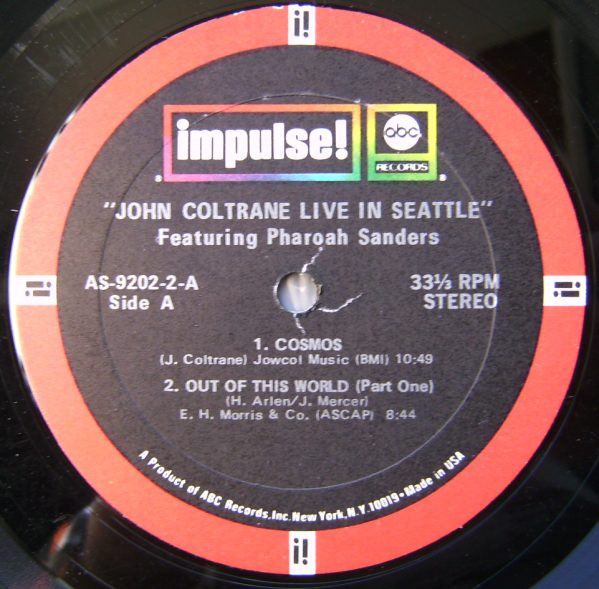 i!
impulse!
abc
RECORDS
"JOHN COLTRANE LIVE IN SEATTLE"
Featuring Pharoah Sanders
AS-9202-2-A
Side A
33⅓ RPM
STEREO
i!
i!
1. COSMOS
(J. Coltrane) Jowcol Music (BMI) 10:49
2. OUT OF THIS WORLD (Part One)
(H. Arlen/J. Mercer)
E. H. Morris & Co. (ASCAP) 8:44
A Product of ABC Records, Inc. New York, N.Y. 10019 • Made in USA
i!